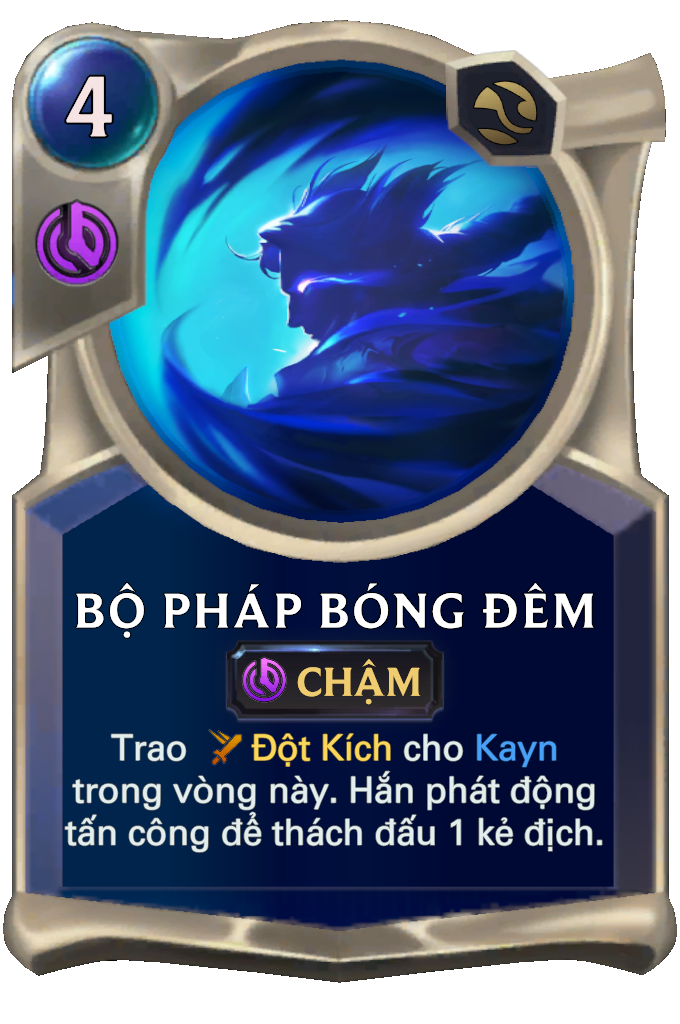 4
BỘ PHÁP BÓNG ĐÊM
CHẬM
Trao Đột Kích cho Kayn
trong vòng này. Hắn phát động
tấn công để thách đấu 1 kẻ địch.